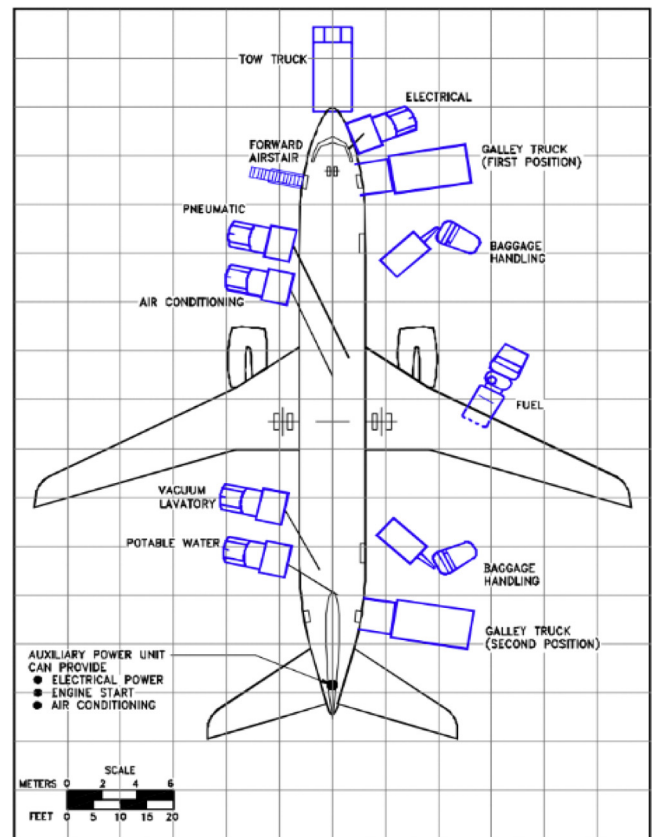 TOW TRUCK
ELECTRICAL
FORWARD
AIRSTAIR
GALLEY TRUCK
(FIRST POSITION)
PNEUMATIC
BAGGAGE
HANDLING
AIR CONDITIONING
FUEL
VACUUM
LAVATORY
POTABLE WATER
BAGGAGE
HANDLING
GALLEY TRUCK
(SECOND POSITION)
AUXILIARY POWER UNIT
CAN PROVIDE
● ELECTRICAL POWER
● ENGINE START
● AIR CONDITIONING
SCALE
METERS 0 2 4 6
FEET 0 5 10 15 20